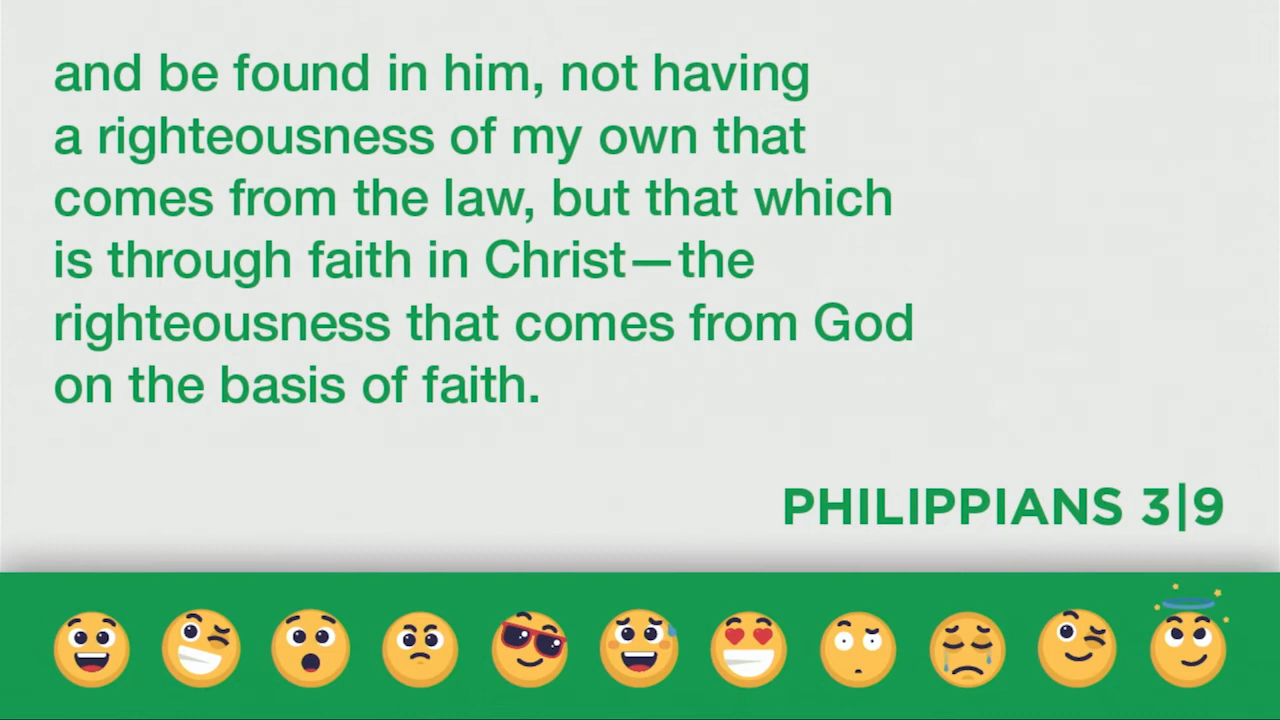 and be found in him, not having
a righteousness of my own that
comes from the law, but that which
is through faith in Christ—the
righteousness that comes from God
on the basis of faith.
PHILIPPIANS 3|9